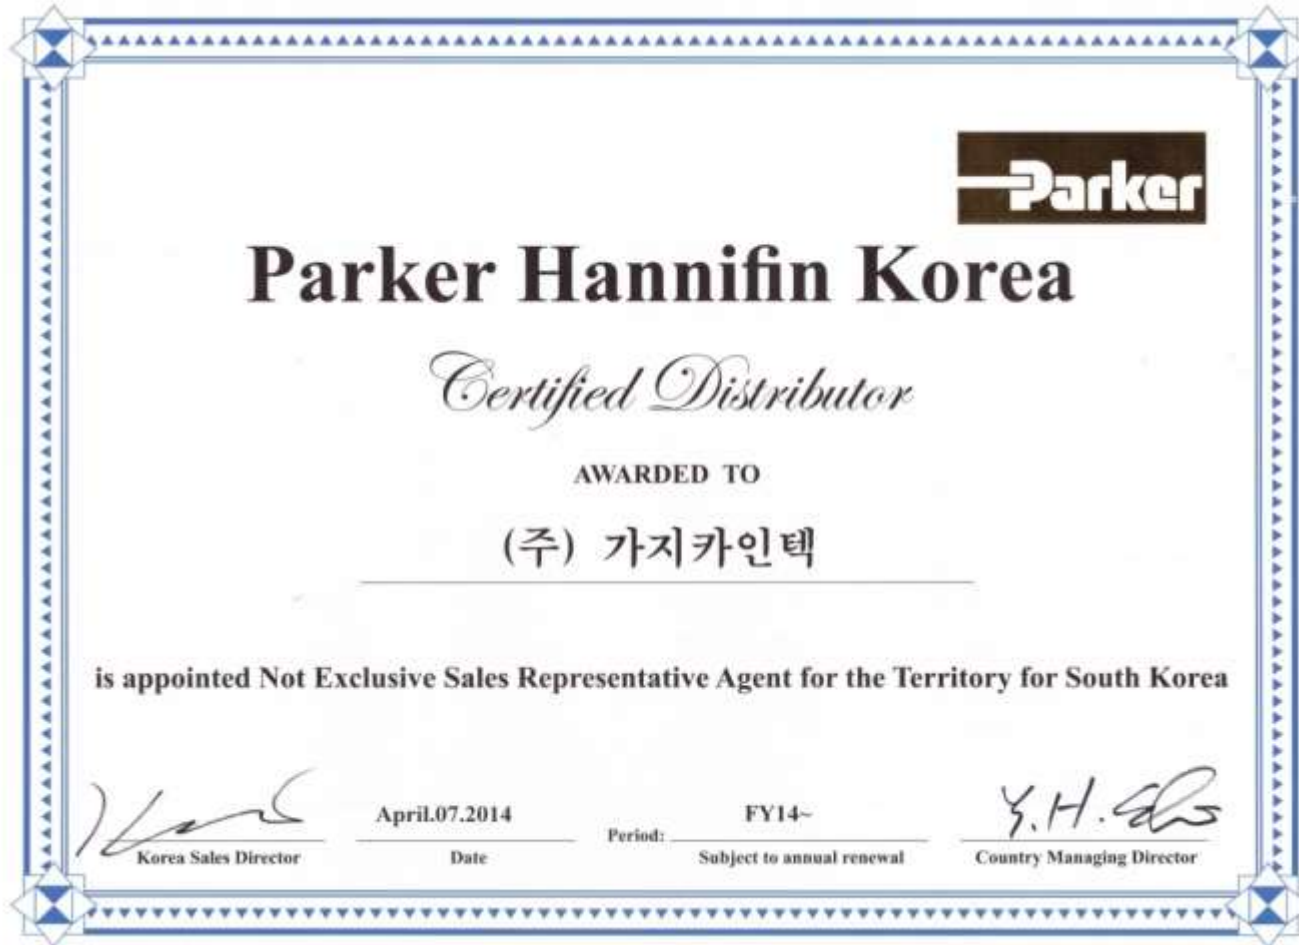 Parker
Parker Hannifin Korea
Certified Distributor
AWARDED TO
(주) 가지카인텍
is appointed Not Exclusive Sales Representative Agent for the Territory for South Korea
April.07.2014
Period: FY14~
Y. H.
Korea Sales Director
Date
Subject to annual renewal
Country Managing Director